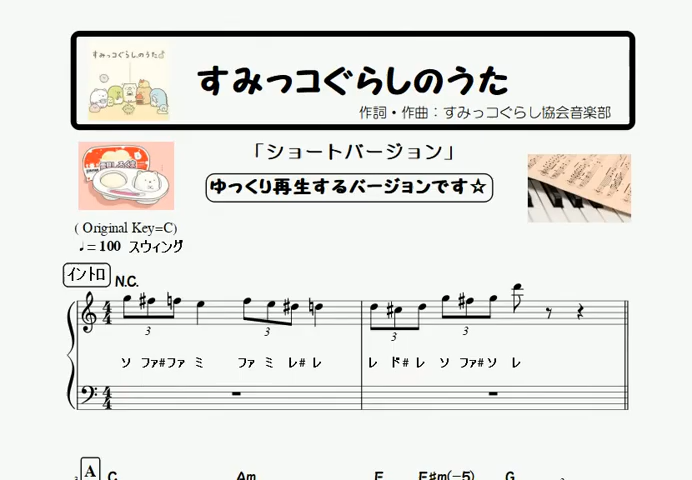 すみっコぐらしのうた
すみっコぐらしのうた
作詞・作曲：すみっコぐらし協会音楽部
「ショートバージョン」
ゆっくり再生するバージョンです☆
( Original Key=C)
♩= 100 スウィング
イントロ N.C.
3 3 3 3
ソ ファ#ファ ミ ファ ミ レ# レ レ ド# レ ソ ファ#ソ レ
A C Am F F#m(−5) G